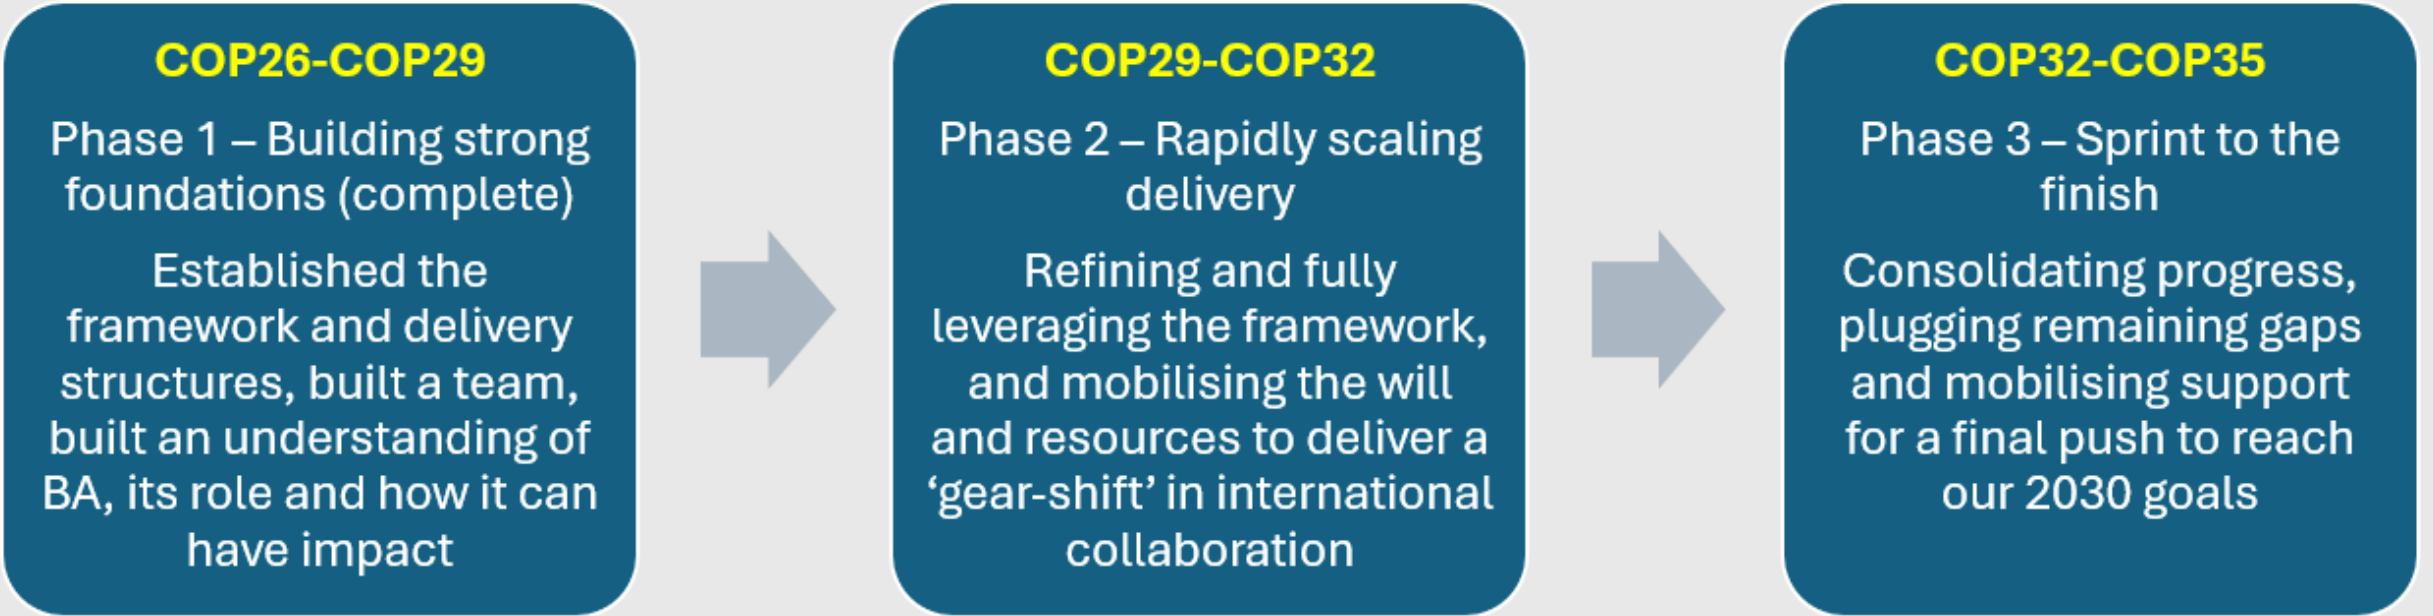 COP26-COP29
Phase 1 – Building strong
foundations (complete)
Established the
framework and delivery
structures, built a team,
built an understanding of
BA, its role and how it can
have impact
COP29-COP32
Phase 2 – Rapidly scaling
delivery
Refining and fully
leveraging the framework,
and mobilising the will
and resources to deliver a
‘gear-shift’ in international
collaboration
COP32-COP35
Phase 3 – Sprint to the
finish
Consolidating progress,
plugging remaining gaps
and mobilising support
for a final push to reach
our 2030 goals